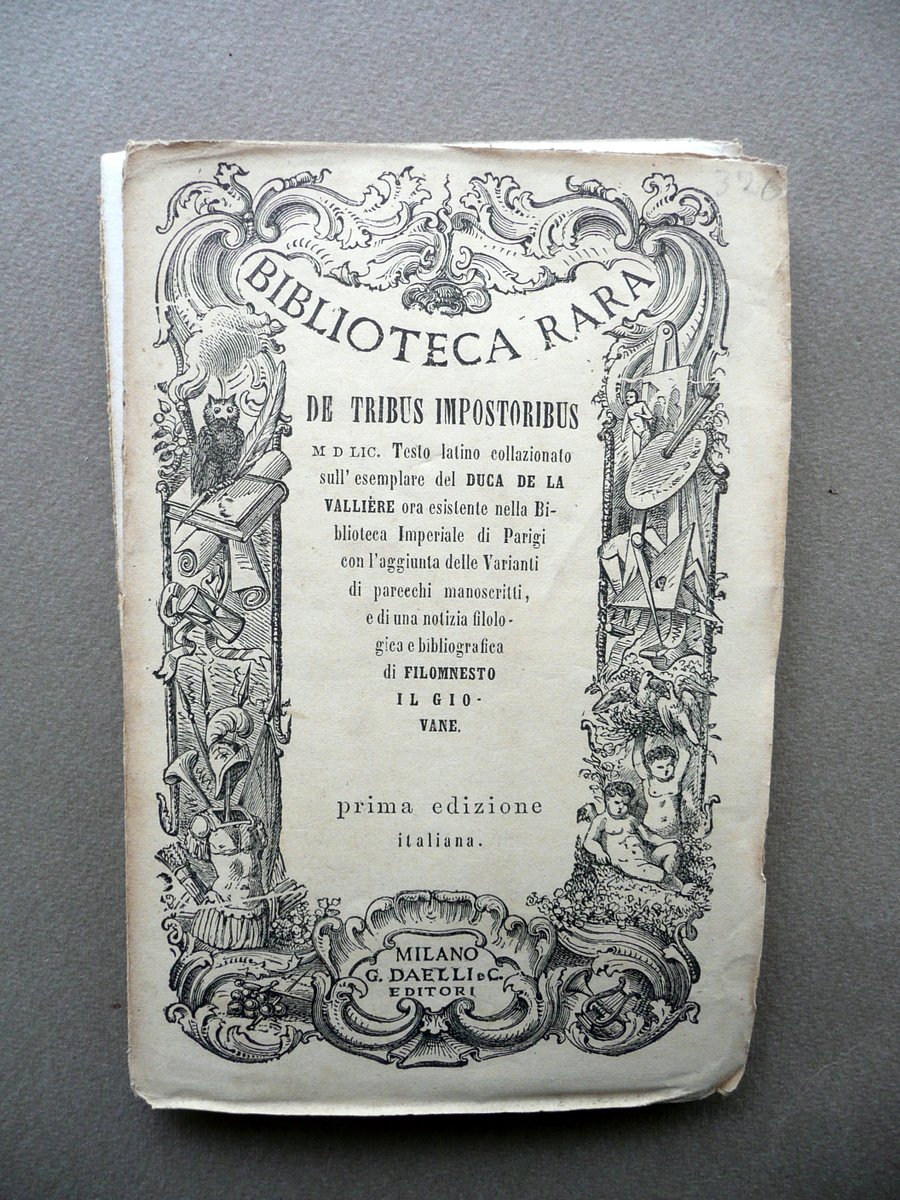 326
BIBLIOTECA RARA
DE TRIBUS IMPOSTORIBUS
M D LIC. Testo latino collazionato
sull' esemplare del DUCA DE LA
VALLIÈRE ora esistente nella Bi-
blioteca Imperiale di Parigi
con l'aggiunta delle Varianti
di parecchi manoscritti,
e di una notizia filolo-
gica e bibliografica
di FILOMNESTO
IL GIO-
VANE.
prima edizione
italiana.
MILANO
G. DAELLI e C.
EDITORI